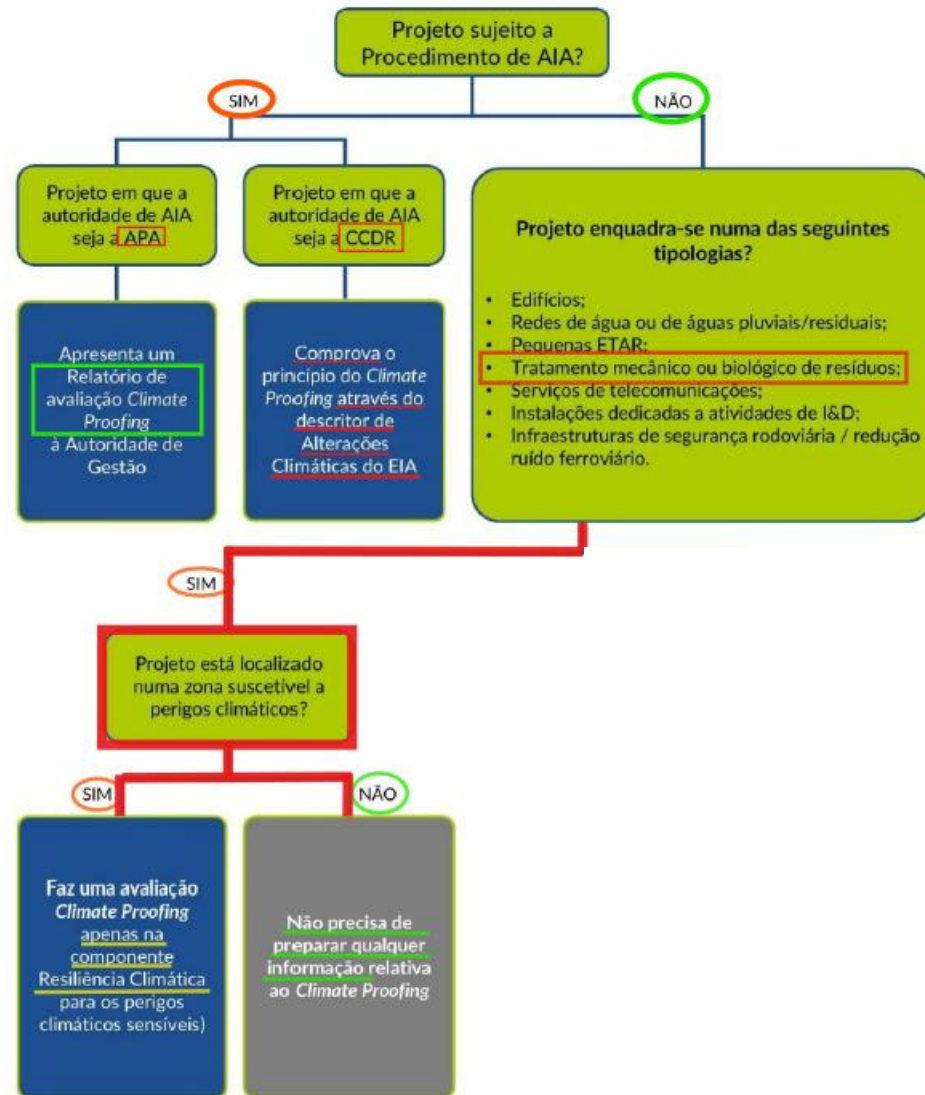 Projeto sujeito a
Procedimento de AIA?
SIM
NÃO
Projeto em que a
autoridade de AIA
seja a APA
Projeto em que a
autoridade de AIA
seja a CCDR
Projeto enquadra-se numa das seguintes
tipologias?
• Edifícios;
• Redes de água ou de águas pluviais/residuais;
• Pequenas ETAR;
• Tratamento mecânico ou biológico de resíduos;
• Serviços de telecomunicações;
• Instalações dedicadas a atividades de I&D;
• Infraestruturas de segurança rodoviária / redução
ruído ferroviário.
Apresenta um
Relatório de
avaliação Climate
Proofing
à Autoridade de
Gestão
Comprova o
princípio do Climate
Proofing através do
descritor de
Alterações
Climáticas do EIA
SIM
Projeto está localizado
numa zona suscetível a
perigos climáticos?
SIM
NÃO
Faz uma avaliação
Climate Proofing
apenas na
componente
Resiliência Climática
para os perigos
climáticos sensíveis)
Não precisa de
preparar qualquer
informação relativa
ao Climate Proofing